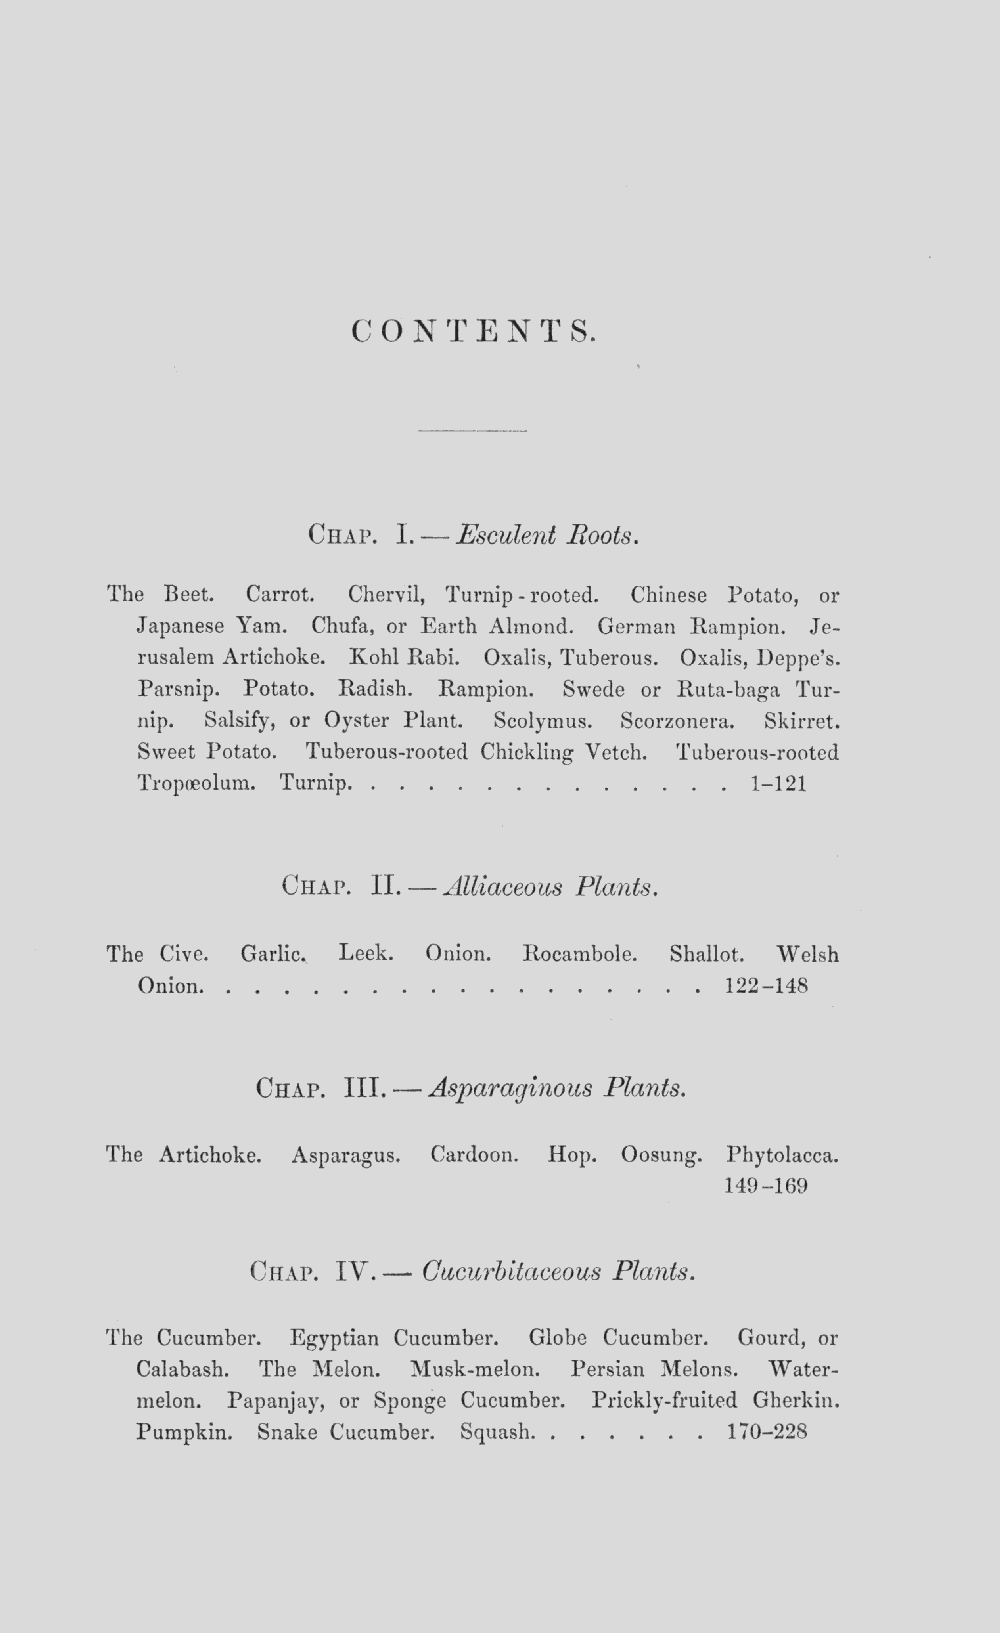 CONTENTS.
CHAP. I. — Esculent Roots.
The Beet. Carrot. Chervil, Turnip-rooted. Chinese Potato, or
Japanese Yam. Chufa, or Earth Almond. German Rampion. Je-
rusalem Artichoke. Kohl Rabi. Oxalis, Tuberous. Oxalis, Deppe's.
Parsnip. Potato. Radish. Rampion. Swede or Ruta-baga Tur-
nip. Salsify, or Oyster Plant. Scolymus. Scorzonera. Skirret.
Sweet Potato. Tuberous-rooted Chickling Vetch. Tuberous-rooted
Tropœolum. Turnip. . . . . . . . . . . . . . 1–121
CHAP. II. — Alliaceous Plants.
The Cive. Garlic. Leek. Onion. Rocambole. Shallot. Welsh
Onion. . . . . . . . . . . . . . . . . . 122–148
CHAP. III. — Asparaginous Plants.
The Artichoke. Asparagus. Cardoon. Hop. Oosung. Phytolacca.
149–169
CHAP. IV. — Cucurbitaceous Plants.
The Cucumber. Egyptian Cucumber. Globe Cucumber. Gourd, or
Calabash. The Melon. Musk-melon. Persian Melons. Water-
melon. Papanjay, or Sponge Cucumber. Prickly-fruited Gherkin.
Pumpkin. Snake Cucumber. Squash. . . . . . . 170–228